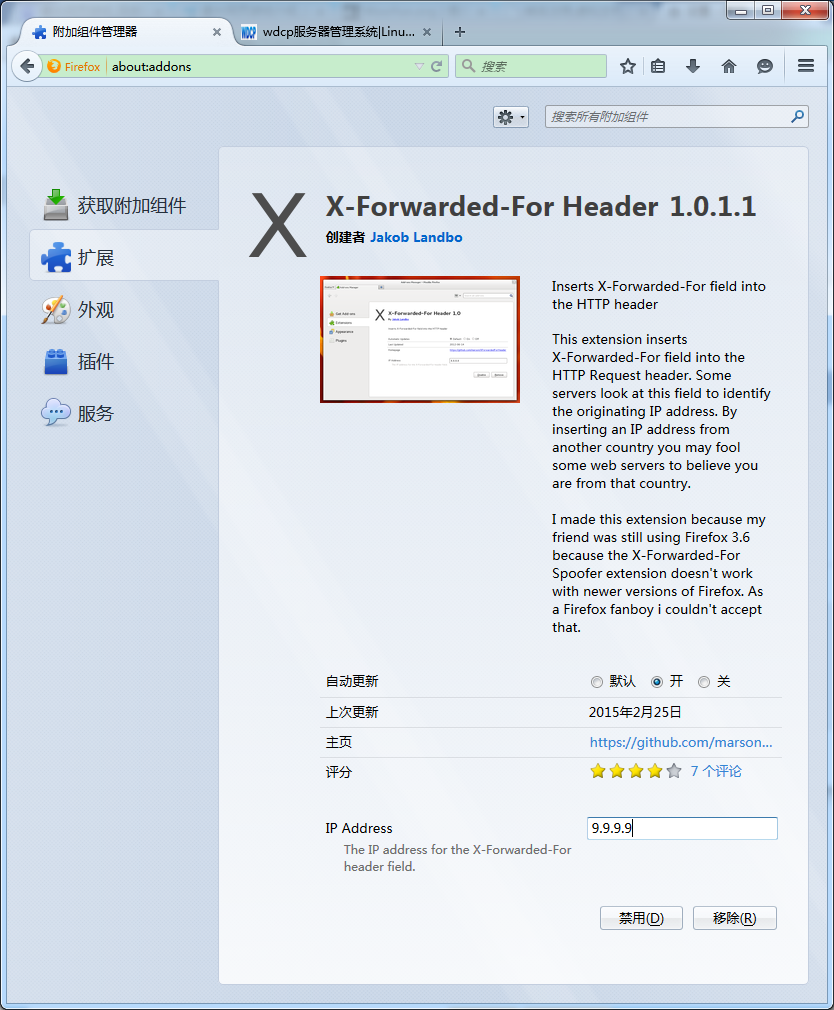 附加组件管理器
wdcp服务器管理系统|Linu...
Firefox
about:addons
搜索
搜索所有附加组件
获取附加组件
扩展
外观
插件
服务
X
X-Forwarded-For Header 1.0.1.1
创建者 Jakob Landbo
X-Forwarded-For Header 1.0
Inserts X-Forwarded-For field into
the HTTP header
This extension inserts
X-Forwarded-For field into the
HTTP Request header. Some
servers look at this field to identify
the originating IP address. By
inserting an IP address from
another country you may fool
some web servers to believe you
are from that country.
I made this extension because my
friend was still using Firefox 3.6
because the X-Forwarded-For
Spoofer extension doesn't work
with newer versions of Firefox. As
a Firefox fanboy i couldn't accept
that.
自动更新 默认 开 关
上次更新 2015年2月25日
主页 https://github.com/marson...
评分 7 个评论
IP Address 9.9.9.9
The IP address for the X-Forwarded-For
header field.
禁用(D) 移除(R)